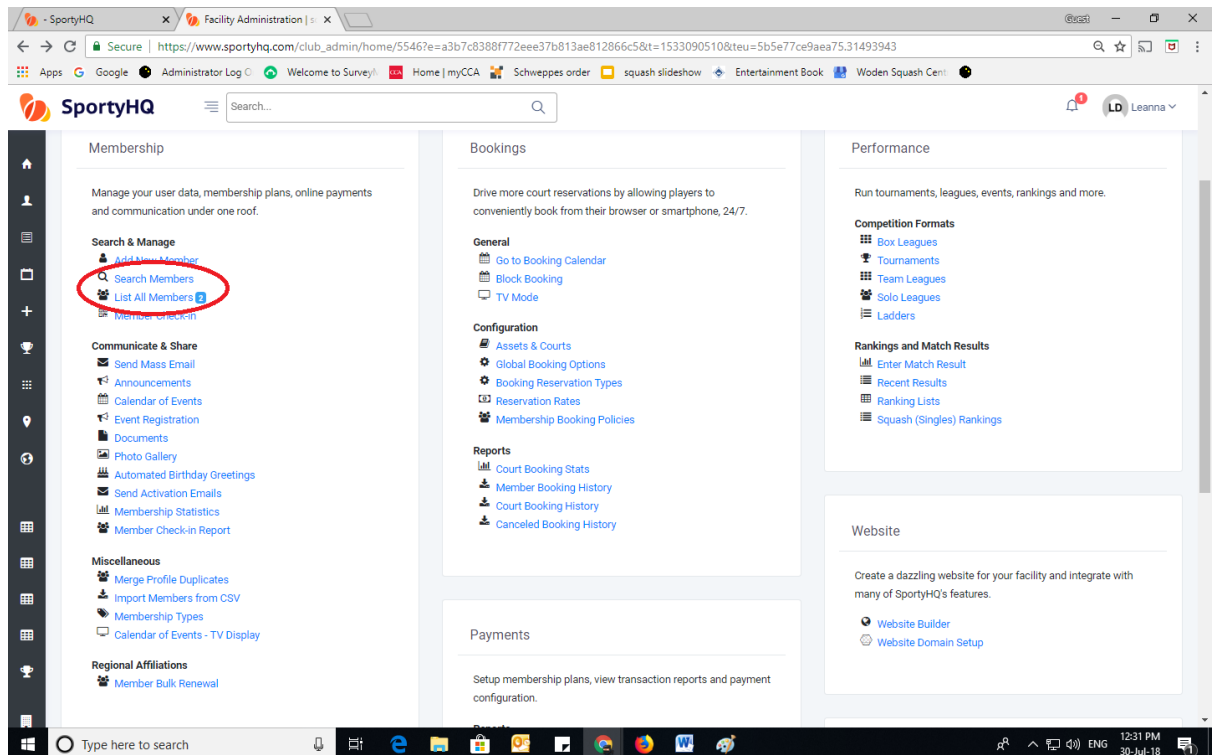 - SportyHQ
Facility Administration | s
Guest
Secure | https://www.sportyhq.com/club_admin/home/5546?e=a3b7c8388f772eee37b813ae812866c5&t=1533090510&teu=5b5e77ce9aea75.31493943
Apps Google Administrator Log O Welcome to Survey Home | myCCA Schweppes order squash slideshow Entertainment Book Woden Squash Cent
SportyHQ
Search...
1
LD Leanna
Membership
Manage your user data, membership plans, online payments
and communication under one roof.
Search & Manage
Add New Member
Search Members
List All Members 2
Member Check-in
Communicate & Share
Send Mass Email
Announcements
Calendar of Events
Event Registration
Documents
Photo Gallery
Automated Birthday Greetings
Send Activation Emails
Membership Statistics
Member Check-in Report
Miscellaneous
Merge Profile Duplicates
Import Members from CSV
Membership Types
Calendar of Events - TV Display
Regional Affiliations
Member Bulk Renewal
Bookings
Drive more court reservations by allowing players to
conveniently book from their browser or smartphone, 24/7.
General
Go to Booking Calendar
Block Booking
TV Mode
Configuration
Assets & Courts
Global Booking Options
Booking Reservation Types
Reservation Rates
Membership Booking Policies
Reports
Court Booking Stats
Member Booking History
Court Booking History
Canceled Booking History
Payments
Setup membership plans, view transaction reports and payment
configuration.
Reports
Performance
Run tournaments, leagues, events, rankings and more.
Competition Formats
Box Leagues
Tournaments
Team Leagues
Solo Leagues
Ladders
Rankings and Match Results
Enter Match Result
Recent Results
Ranking Lists
Squash (Singles) Rankings
Website
Create a dazzling website for your facility and integrate with
many of SportyHQ's features.
Website Builder
Website Domain Setup
Type here to search
ENG
12:31 PM
30-Jul-18